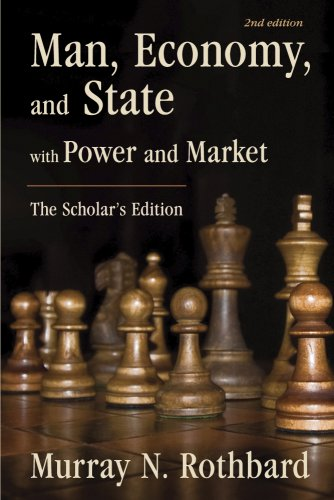 2nd edition
Man, Economy,
and State
with Power and Market
The Scholar's Edition
Murray N. Rothbard